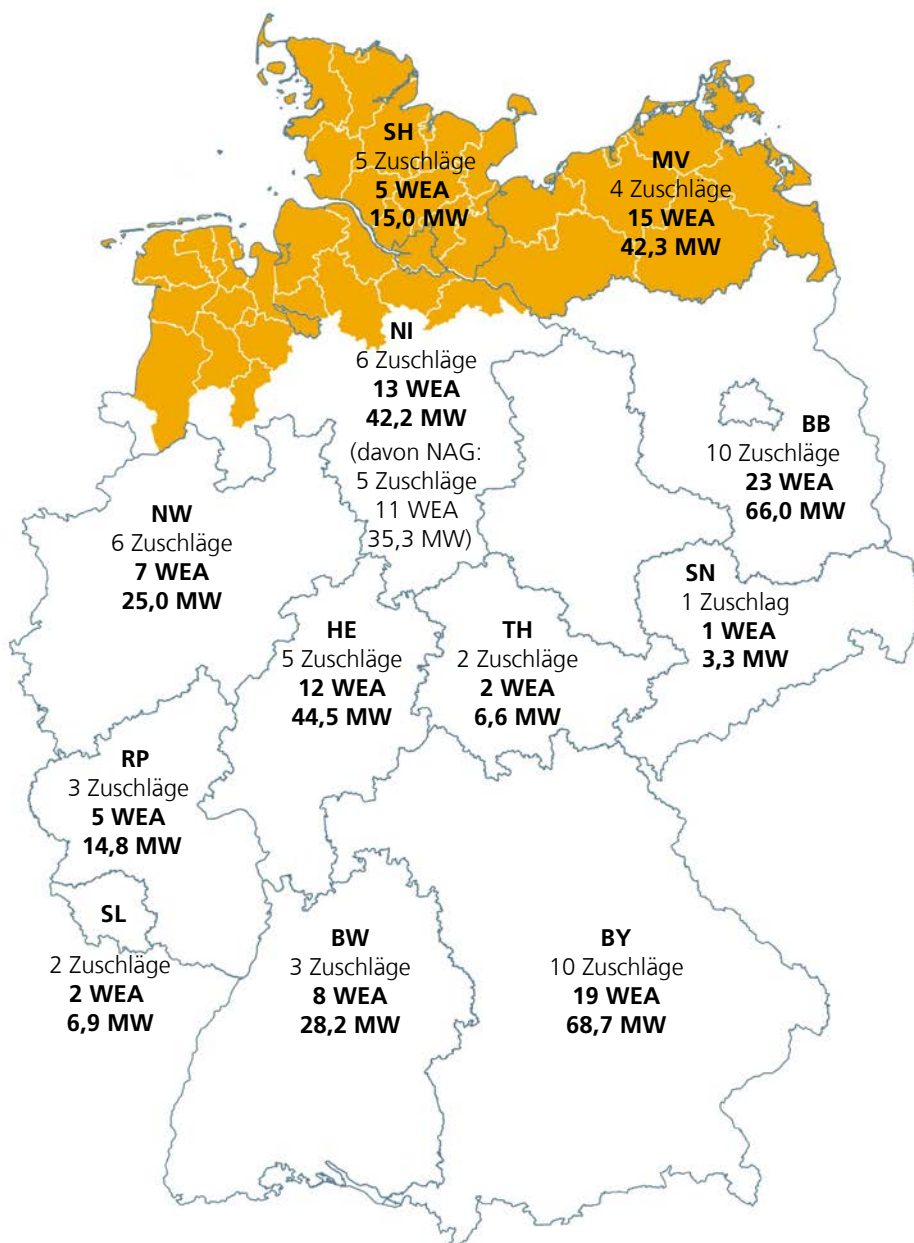 SH
5 Zuschläge
5 WEA
15,0 MW
MV
4 Zuschläge
15 WEA
42,3 MW
NI
6 Zuschläge
13 WEA
42,2 MW
(davon NAG:
5 Zuschläge
11 WEA
35,3 MW)
BB
10 Zuschläge
23 WEA
66,0 MW
NW
6 Zuschläge
7 WEA
25,0 MW
SN
1 Zuschlag
1 WEA
3,3 MW
HE
5 Zuschläge
12 WEA
44,5 MW
TH
2 Zuschläge
2 WEA
6,6 MW
RP
3 Zuschläge
5 WEA
14,8 MW
SL
2 Zuschläge
2 WEA
6,9 MW
BW
3 Zuschläge
8 WEA
28,2 MW
BY
10 Zuschläge
19 WEA
68,7 MW